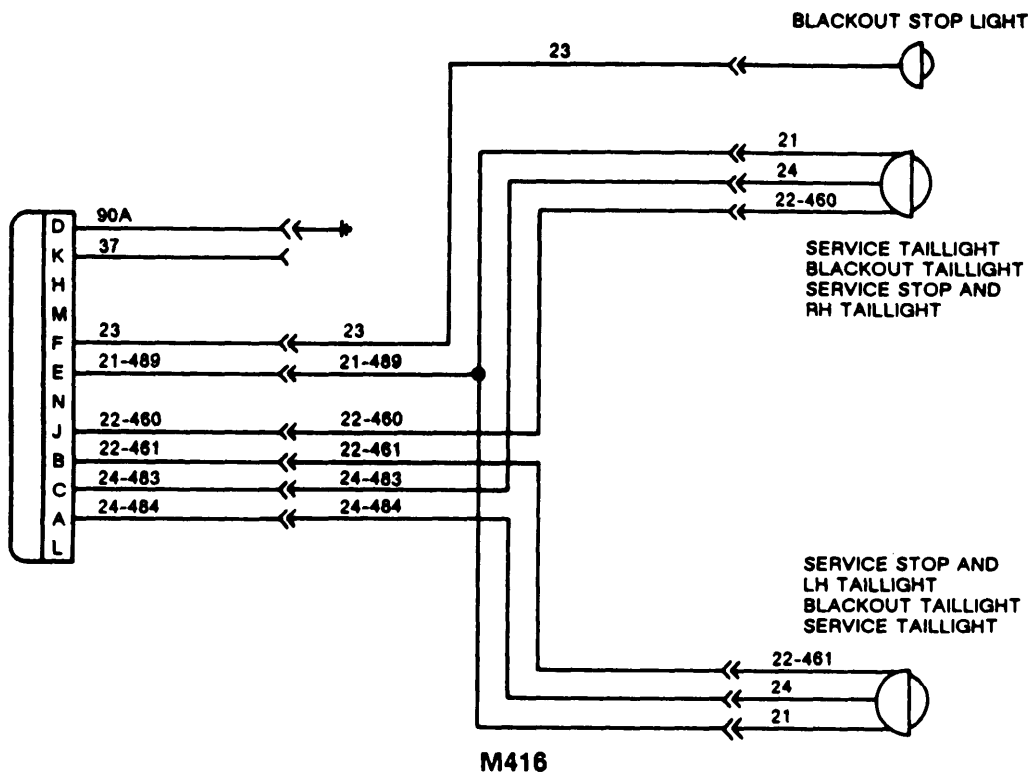 BLACKOUT STOP LIGHT
23
21
24
22-460
SERVICE TAILLIGHT
BLACKOUT TAILLIGHT
SERVICE STOP AND
RH TAILLIGHT
D 90A
K 37
H
M
F 23 23
E 21-489 21-489
N
J 22-460 22-460
B 22-461 22-461
C 24-483 24-483
A 24-484 24-484
L
SERVICE STOP AND
LH TAILLIGHT
BLACKOUT TAILLIGHT
SERVICE TAILLIGHT
22-461
24
21
M416